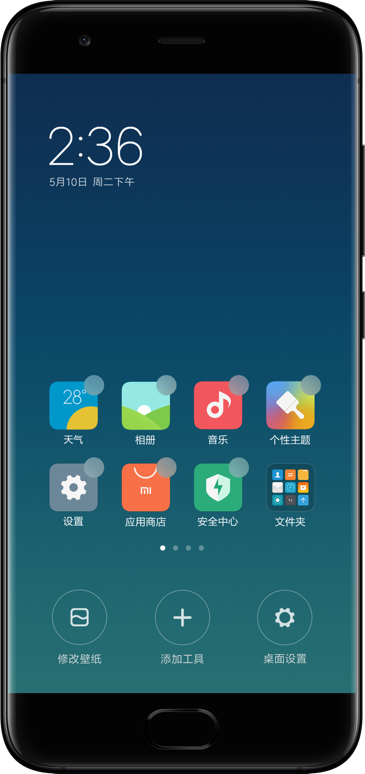 2:36
5月10日 周二下午
28°
天气
相册
音乐
个性主题
设置
mi
应用商店
安全中心
文件夹
修改壁纸
添加工具
桌面设置